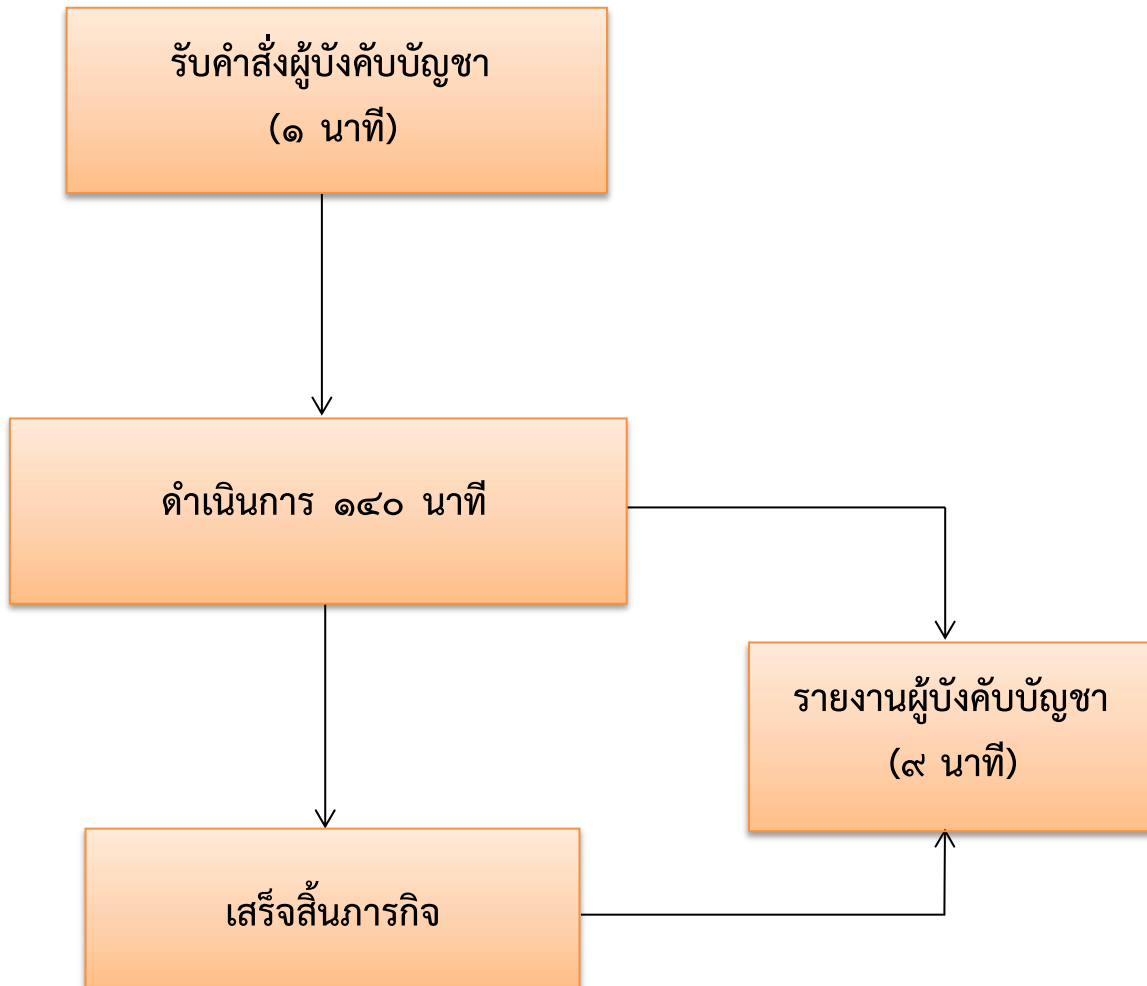 รับคำสั่งผู้บังคับบัญชา
(๑ นาที)
ดำเนินการ ๑๔๐ นาที
รายงานผู้บังคับบัญชา
(๙ นาที)
เสร็จสิ้นภารกิจ